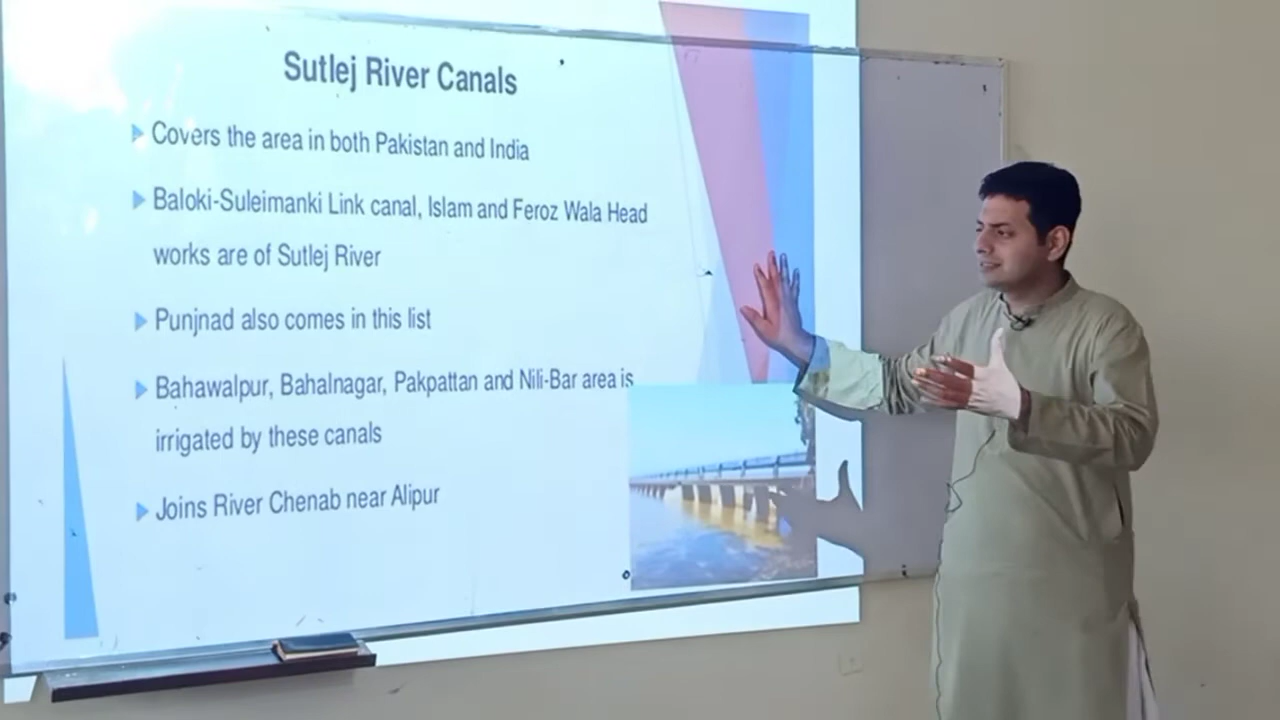 Sutlej River Canals
Covers the area in both Pakistan and India
Baloki-Suleimanki Link canal, Islam and Feroz Wala Head
works are of Sutlej River
Punjnad also comes in this list
Bahawalpur, Bahalnagar, Pakpattan and Nili-Bar area is
irrigated by these canals
Joins River Chenab near Alipur